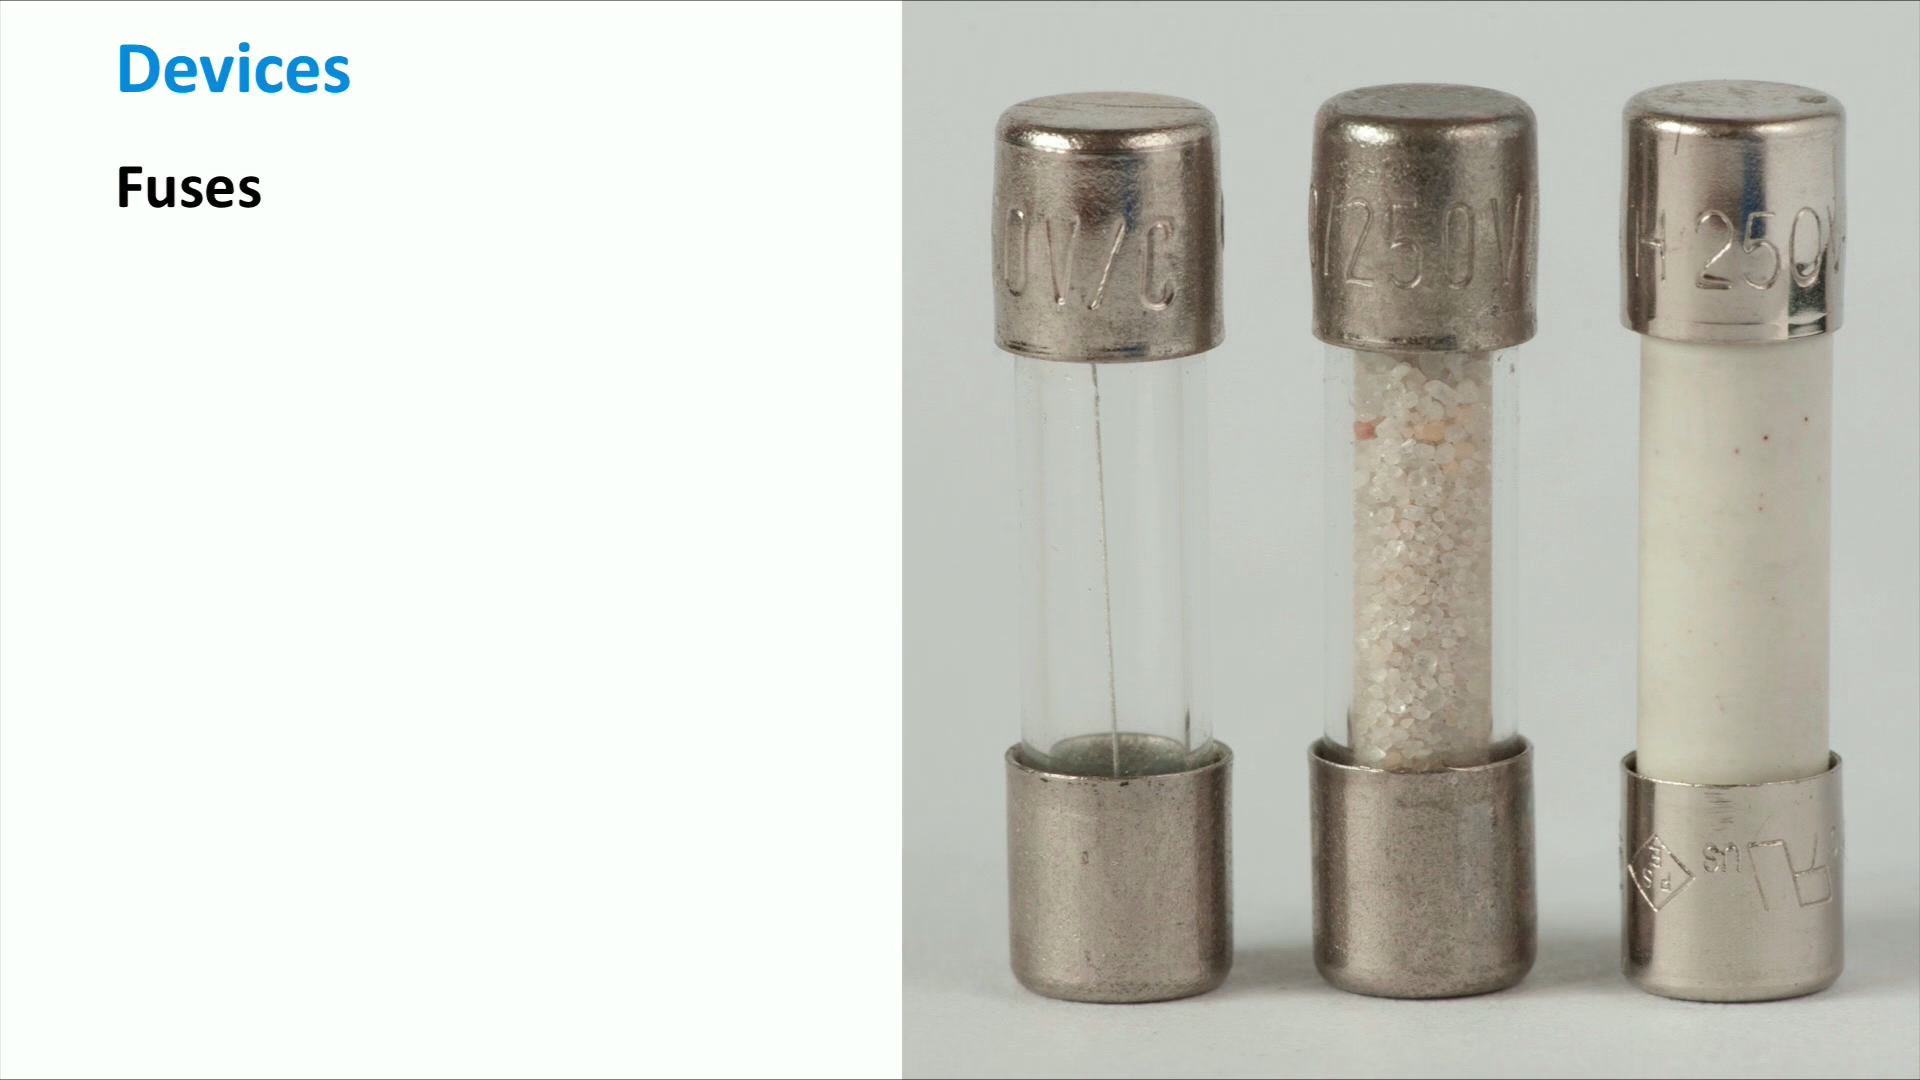 Devices
Fuses
0V/C
250V
H 250V